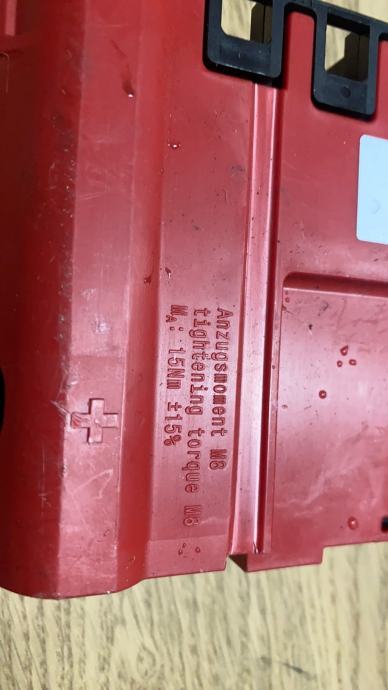 Anzugsmoment M8
tightening torque M8
MA: 15Nm ±15%